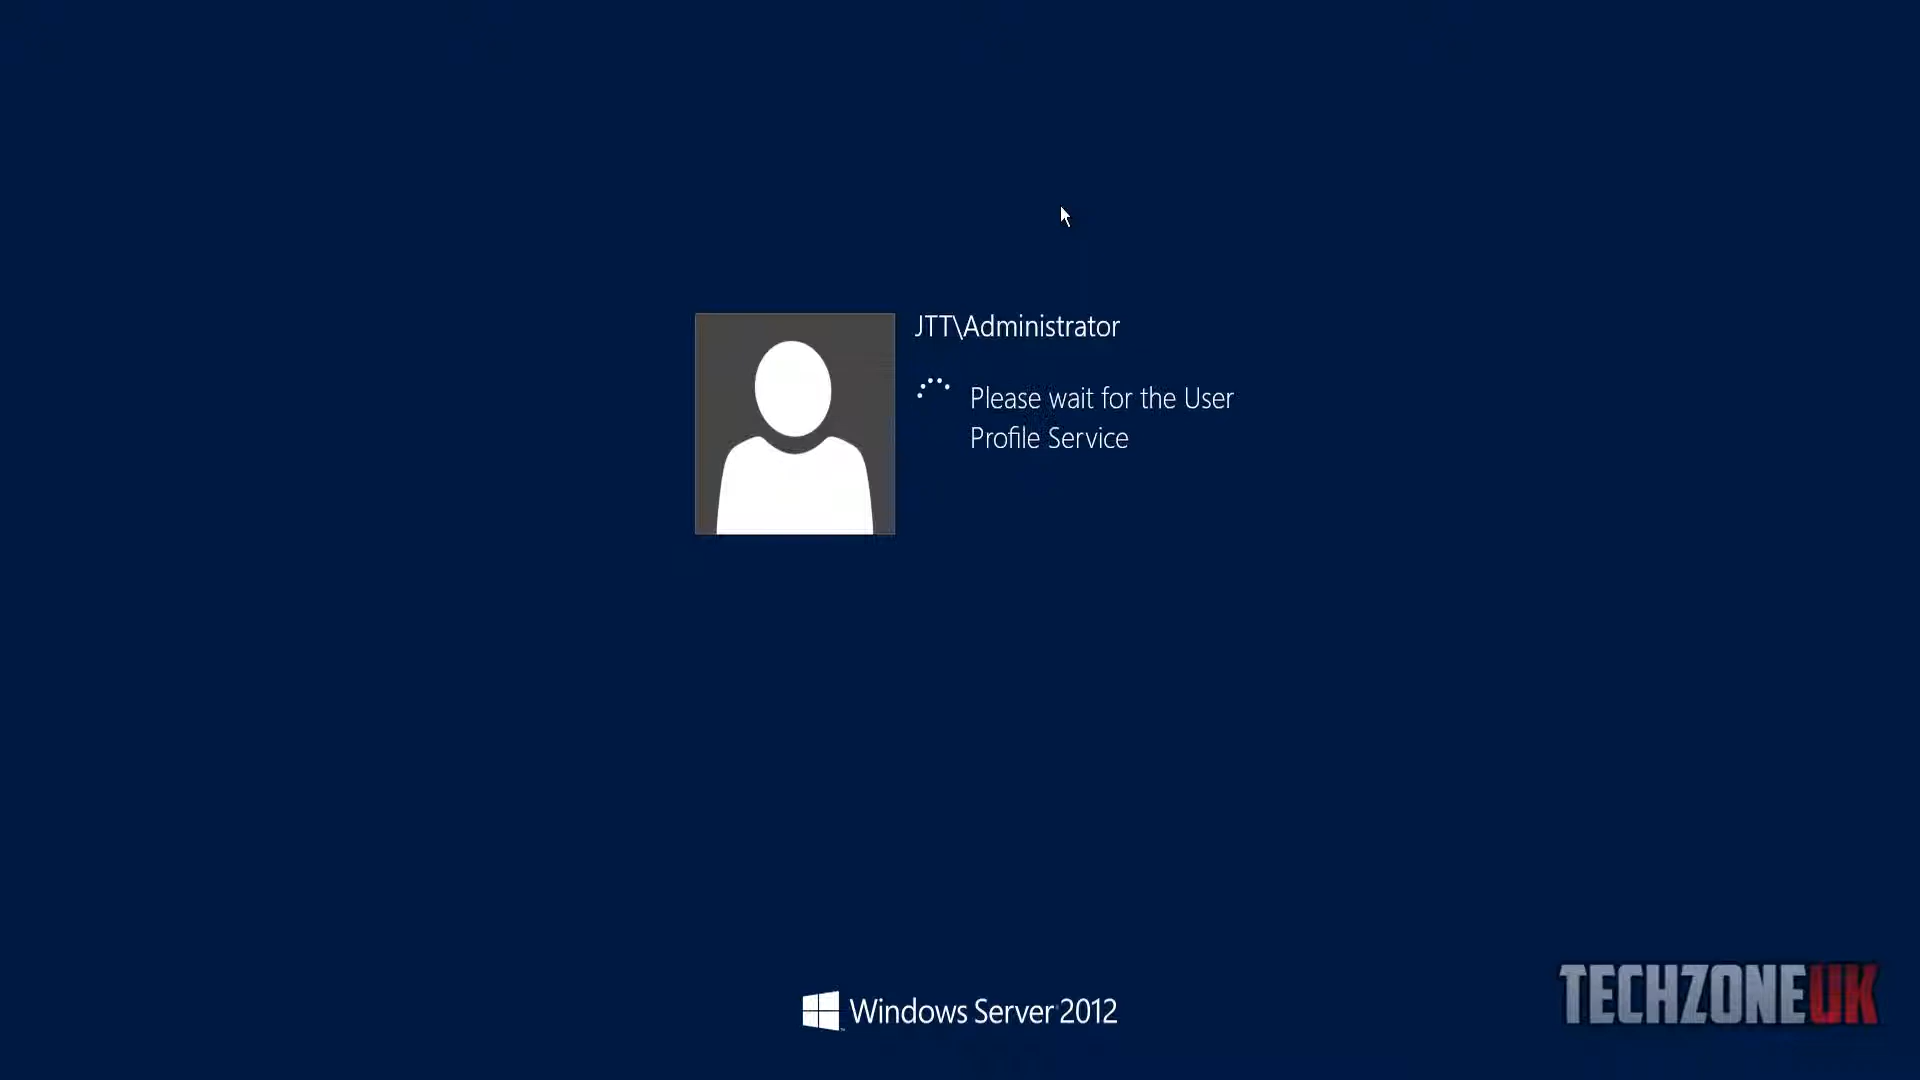 JTT\Administrator
Please wait for the User
Profile Service
Windows Server 2012
TECHZONEUK